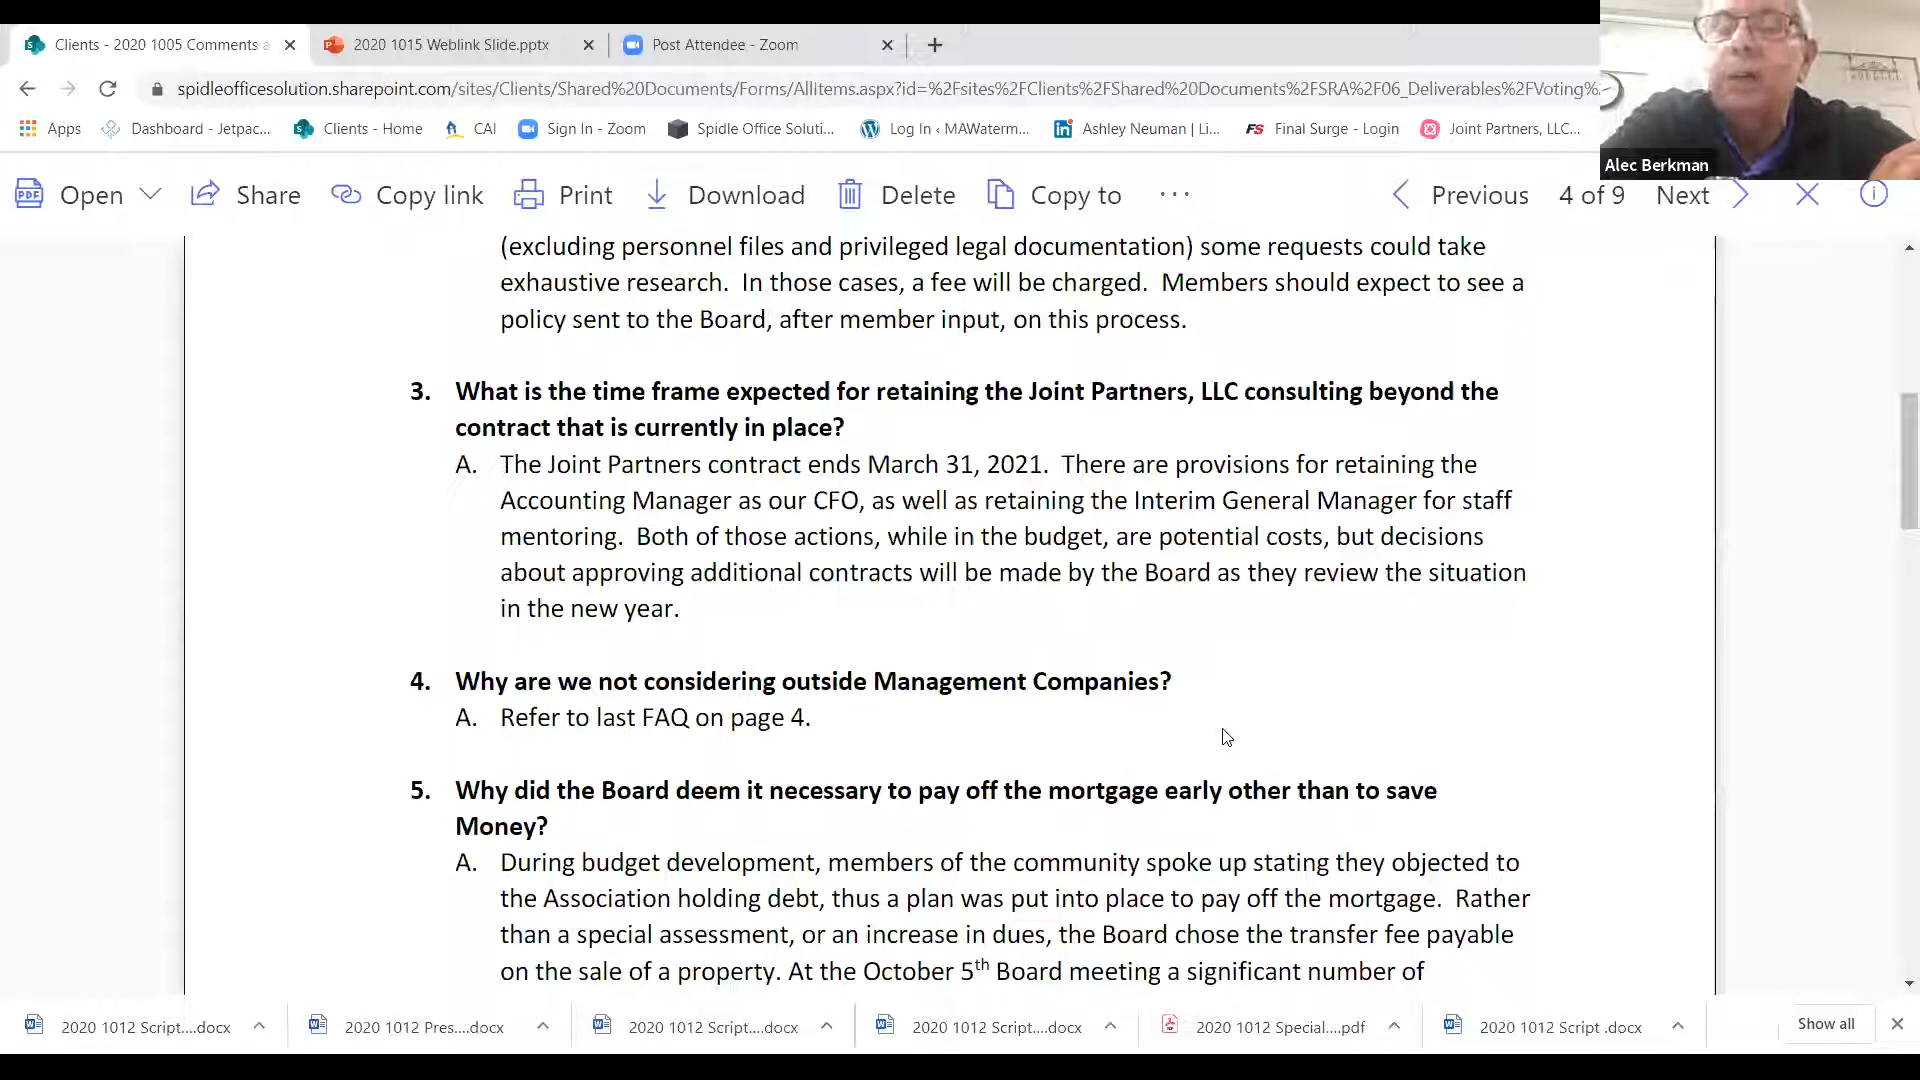 Clients - 2020 1005 Comments a
2020 1015 Weblink Slide.pptx
Post Attendee - Zoom
spidleofficesolution.sharepoint.com/sites/Clients/Shared%20Documents/Forms/AllItems.aspx?id=%2Fsites%2FClients%2FShared%20Documents%2FSRA%2F06_Deliverables%2FVoting%
Apps
Dashboard - Jetpac...
Clients - Home
CAI
Sign In - Zoom
Spidle Office Soluti...
Log In ‹ MAWaterm...
Ashley Neuman | Li...
FS Final Surge - Login
Joint Partners, LLC...
Alec Berkman
PDF Open
Share
Copy link
Print
Download
Delete
Copy to
...
Previous
4 of 9
Next
(excluding personnel files and privileged legal documentation) some requests could take
exhaustive research. In those cases, a fee will be charged. Members should expect to see a
policy sent to the Board, after member input, on this process.
3. What is the time frame expected for retaining the Joint Partners, LLC consulting beyond the
contract that is currently in place?
A. The Joint Partners contract ends March 31, 2021. There are provisions for retaining the
Accounting Manager as our CFO, as well as retaining the Interim General Manager for staff
mentoring. Both of those actions, while in the budget, are potential costs, but decisions
about approving additional contracts will be made by the Board as they review the situation
in the new year.
4. Why are we not considering outside Management Companies?
A. Refer to last FAQ on page 4.
5. Why did the Board deem it necessary to pay off the mortgage early other than to save
Money?
A. During budget development, members of the community spoke up stating they objected to
the Association holding debt, thus a plan was put into place to pay off the mortgage. Rather
than a special assessment, or an increase in dues, the Board chose the transfer fee payable
on the sale of a property. At the October 5th Board meeting a significant number of
2020 1012 Script....docx
2020 1012 Pres....docx
2020 1012 Script....docx
2020 1012 Script....docx
2020 1012 Special....pdf
2020 1012 Script .docx
Show all